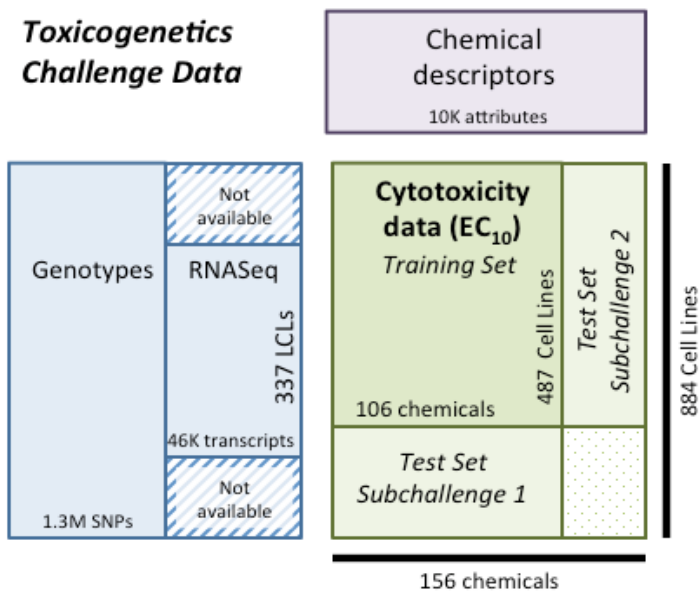 Toxicogenetics
Challenge Data
Chemical
descriptors
10K attributes
Genotypes
1.3M SNPs
Not
available
RNASeq
337 LCLs
46K transcripts
Not
available
Cytotoxicity
data (EC10)
Training Set
487 Cell Lines
106 chemicals
Test Set
Subchallenge 2
Test Set
Subchallenge 1
884 Cell Lines
156 chemicals